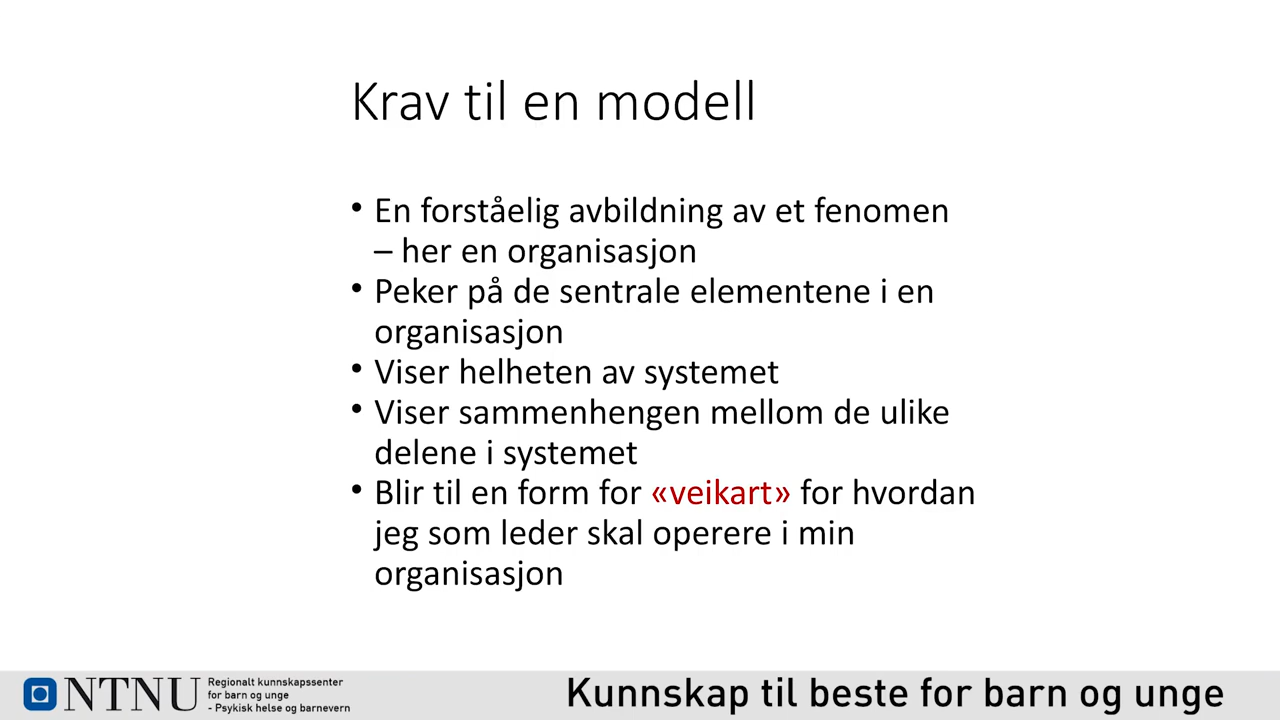 Krav til en modell
• En forståelig avbildning av et fenomen
– her en organisasjon
• Peker på de sentrale elementene i en
organisasjon
• Viser helheten av systemet
• Viser sammenhengen mellom de ulike
delene i systemet
• Blir til en form for «veikart» for hvordan
jeg som leder skal operere i min
organisasjon
NTNU
Regionalt kunnskapssenter
for barn og unge
- Psykisk helse og barnevern
Kunnskap til beste for barn og unge